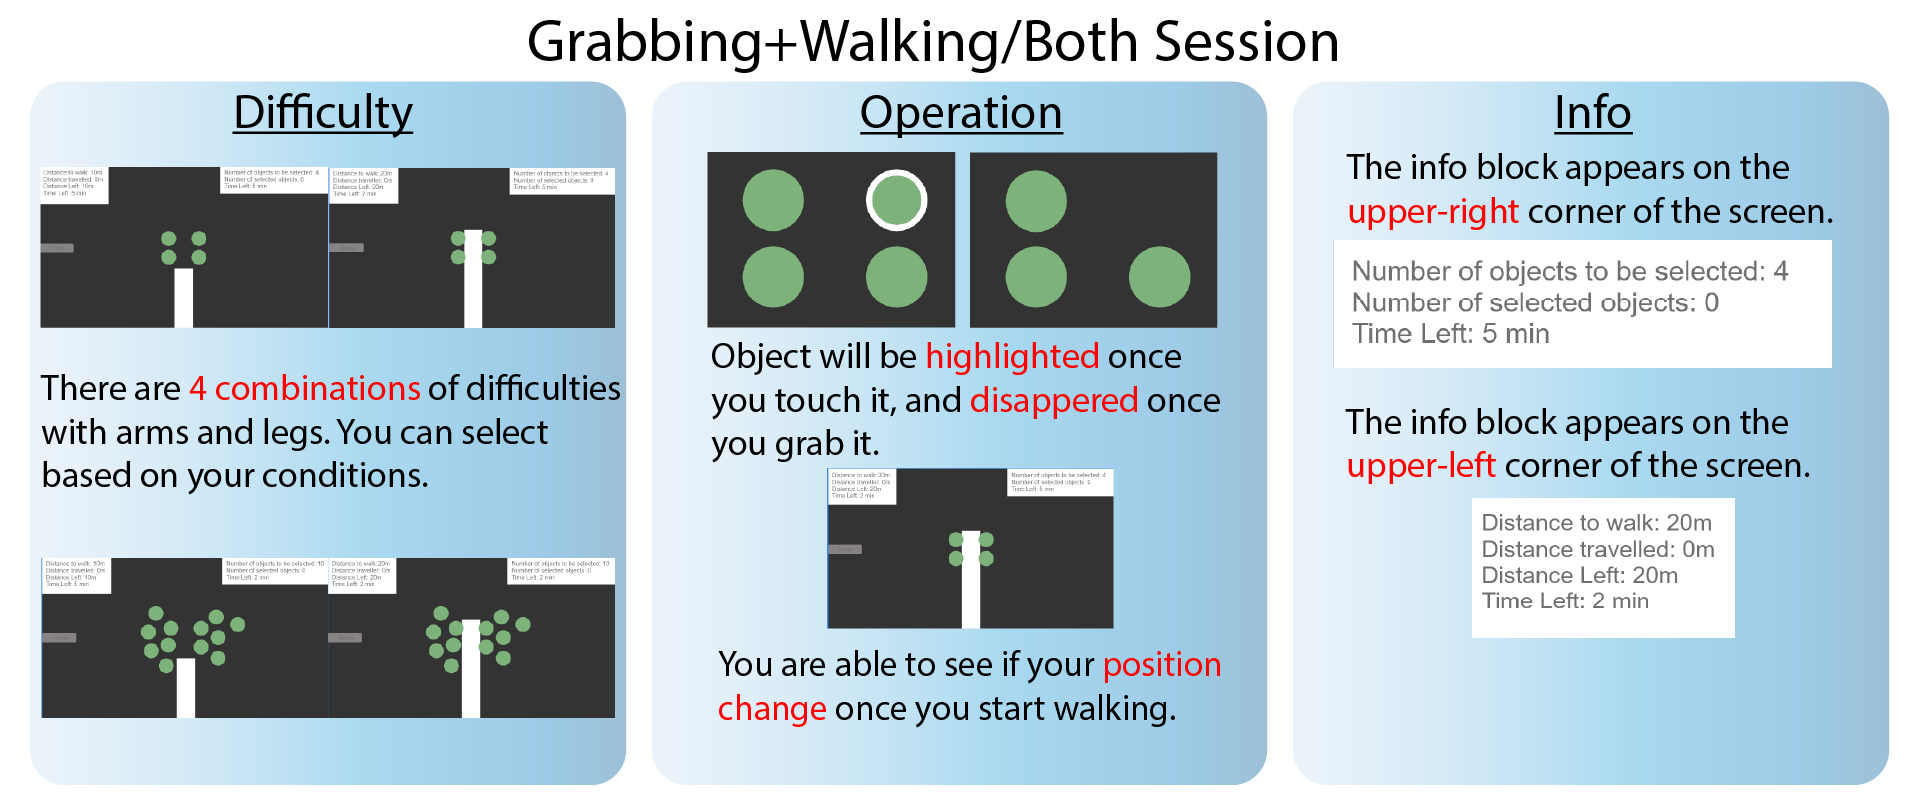 Grabbing+Walking/Both Session
Difficulty
Distance to walk: 10m
Distance travelled: 0m
Distance Left: 10m
Time Left: 5 min
Number of objects to be selected: 4
Number of selected objects: 0
Time Left: 5 min
Distance to walk: 20m
Distance travelled: 0m
Distance Left: 20m
Time Left: 2 min
Number of objects to be selected: 4
Number of selected objects: 0
Time Left: 5 min
There are 4 combinations of difficulties
with arms and legs. You can select
based on your conditions.
Distance to walk: 10m
Distance travelled: 0m
Distance Left: 10m
Time Left: 5 min
Number of objects to be selected: 10
Number of selected objects: 0
Time Left: 2 min
Distance to walk: 20m
Distance travelled: 0m
Distance Left: 20m
Time Left: 2 min
Number of objects to be selected: 10
Number of selected objects: 0
Time Left: 2 min
Operation
Object will be highlighted once
you touch it, and disappered once
you grab it.
Distance to walk: 20m
Distance travelled: 0m
Distance Left: 20m
Time Left: 2 min
Number of objects to be selected: 4
Number of selected objects: 0
Time Left: 5 min
You are able to see if your position
change once you start walking.
Info
The info block appears on the
upper-right corner of the screen.
Number of objects to be selected: 4
Number of selected objects: 0
Time Left: 5 min
The info block appears on the
upper-left corner of the screen.
Distance to walk: 20m
Distance travelled: 0m
Distance Left: 20m
Time Left: 2 min